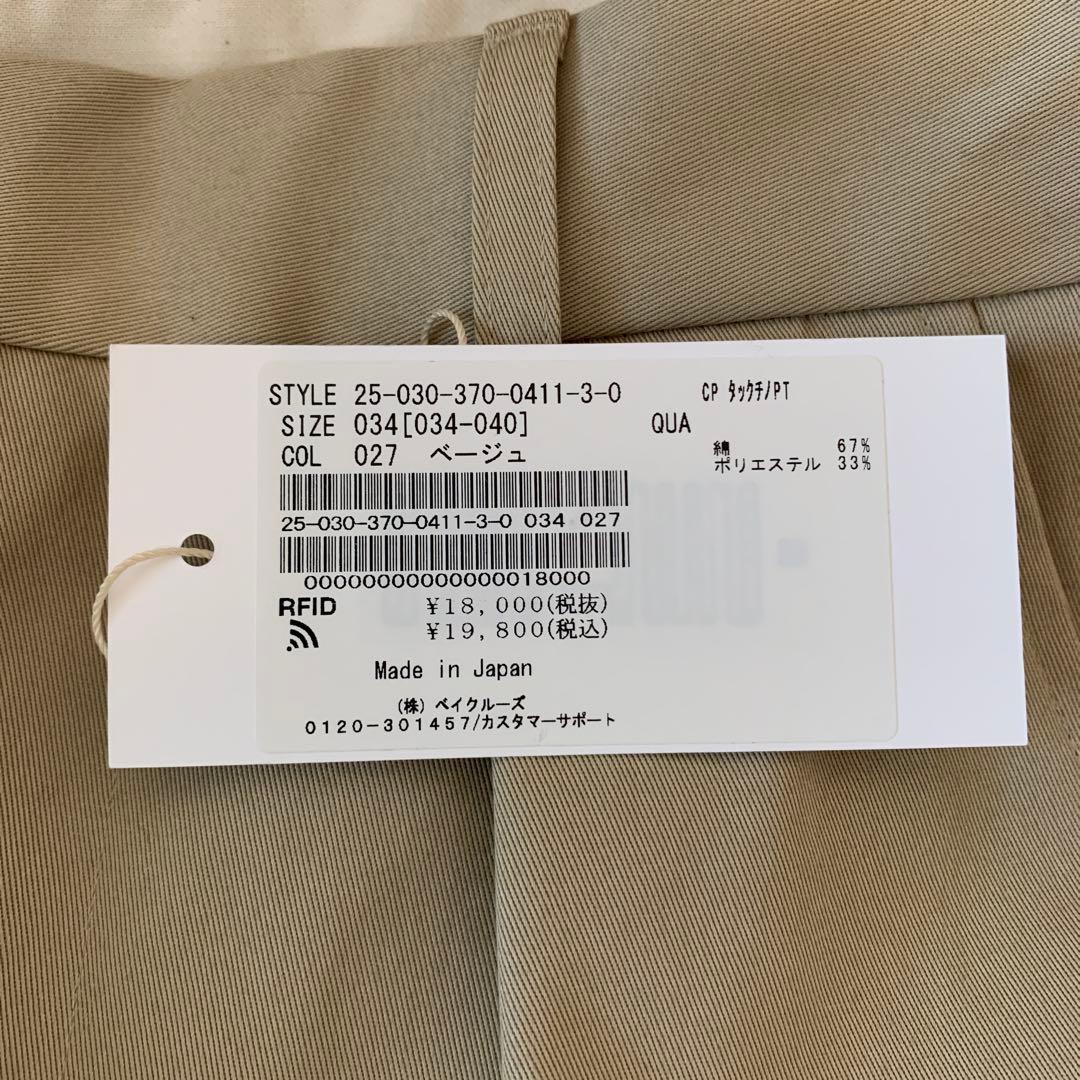 STYLE 25-030-370-0411-3-0 CP ﾀｯｸﾁﾉPT
SIZE 034[034-040] QUA
COL 027 ベージュ
綿 67%
ポリエステル 33%
25-030-370-0411-3-0 034 027
00000000000000018000
RFID
¥18,000(税抜)
¥19,800(税込)
Made in Japan
(株)ベイクルーズ
0120-301457/カスタマーサポート